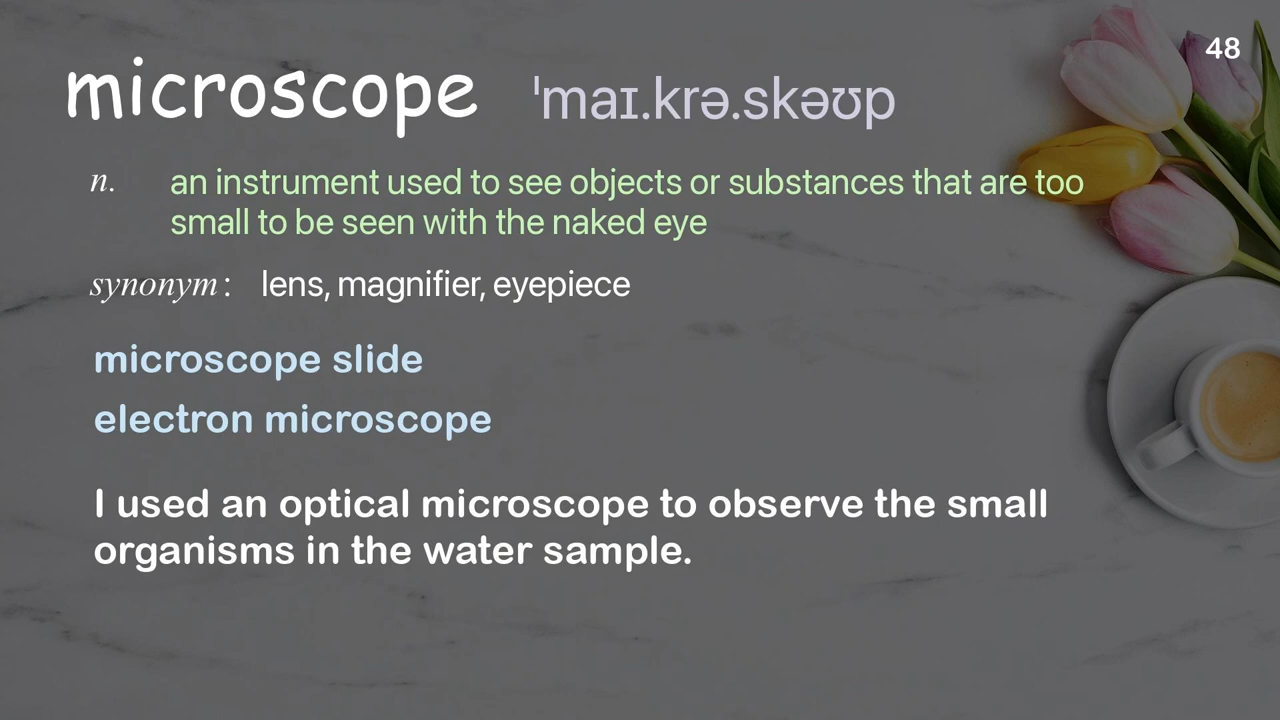 48
microscope ˈmaɪ.krə.skəʊp
n. an instrument used to see objects or substances that are too
small to be seen with the naked eye
synonym: lens, magnifier, eyepiece
microscope slide
electron microscope
I used an optical microscope to observe the small
organisms in the water sample.